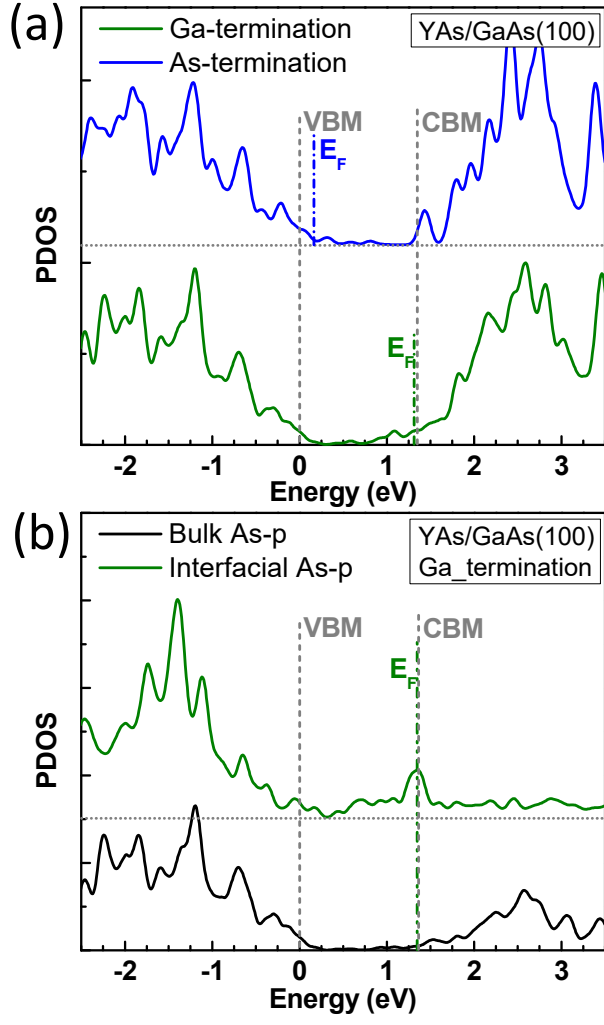 (a)
Ga-termination
As-termination
YAs/GaAs(100)
VBM
CBM
E_F
E_F
PDOS
-2 -1 0 1 2 3
Energy (eV)
(b)
Bulk As-p
Interfacial As-p
YAs/GaAs(100)
Ga_termination
VBM
CBM
E_F
PDOS
-2 -1 0 1 2 3
Energy (eV)